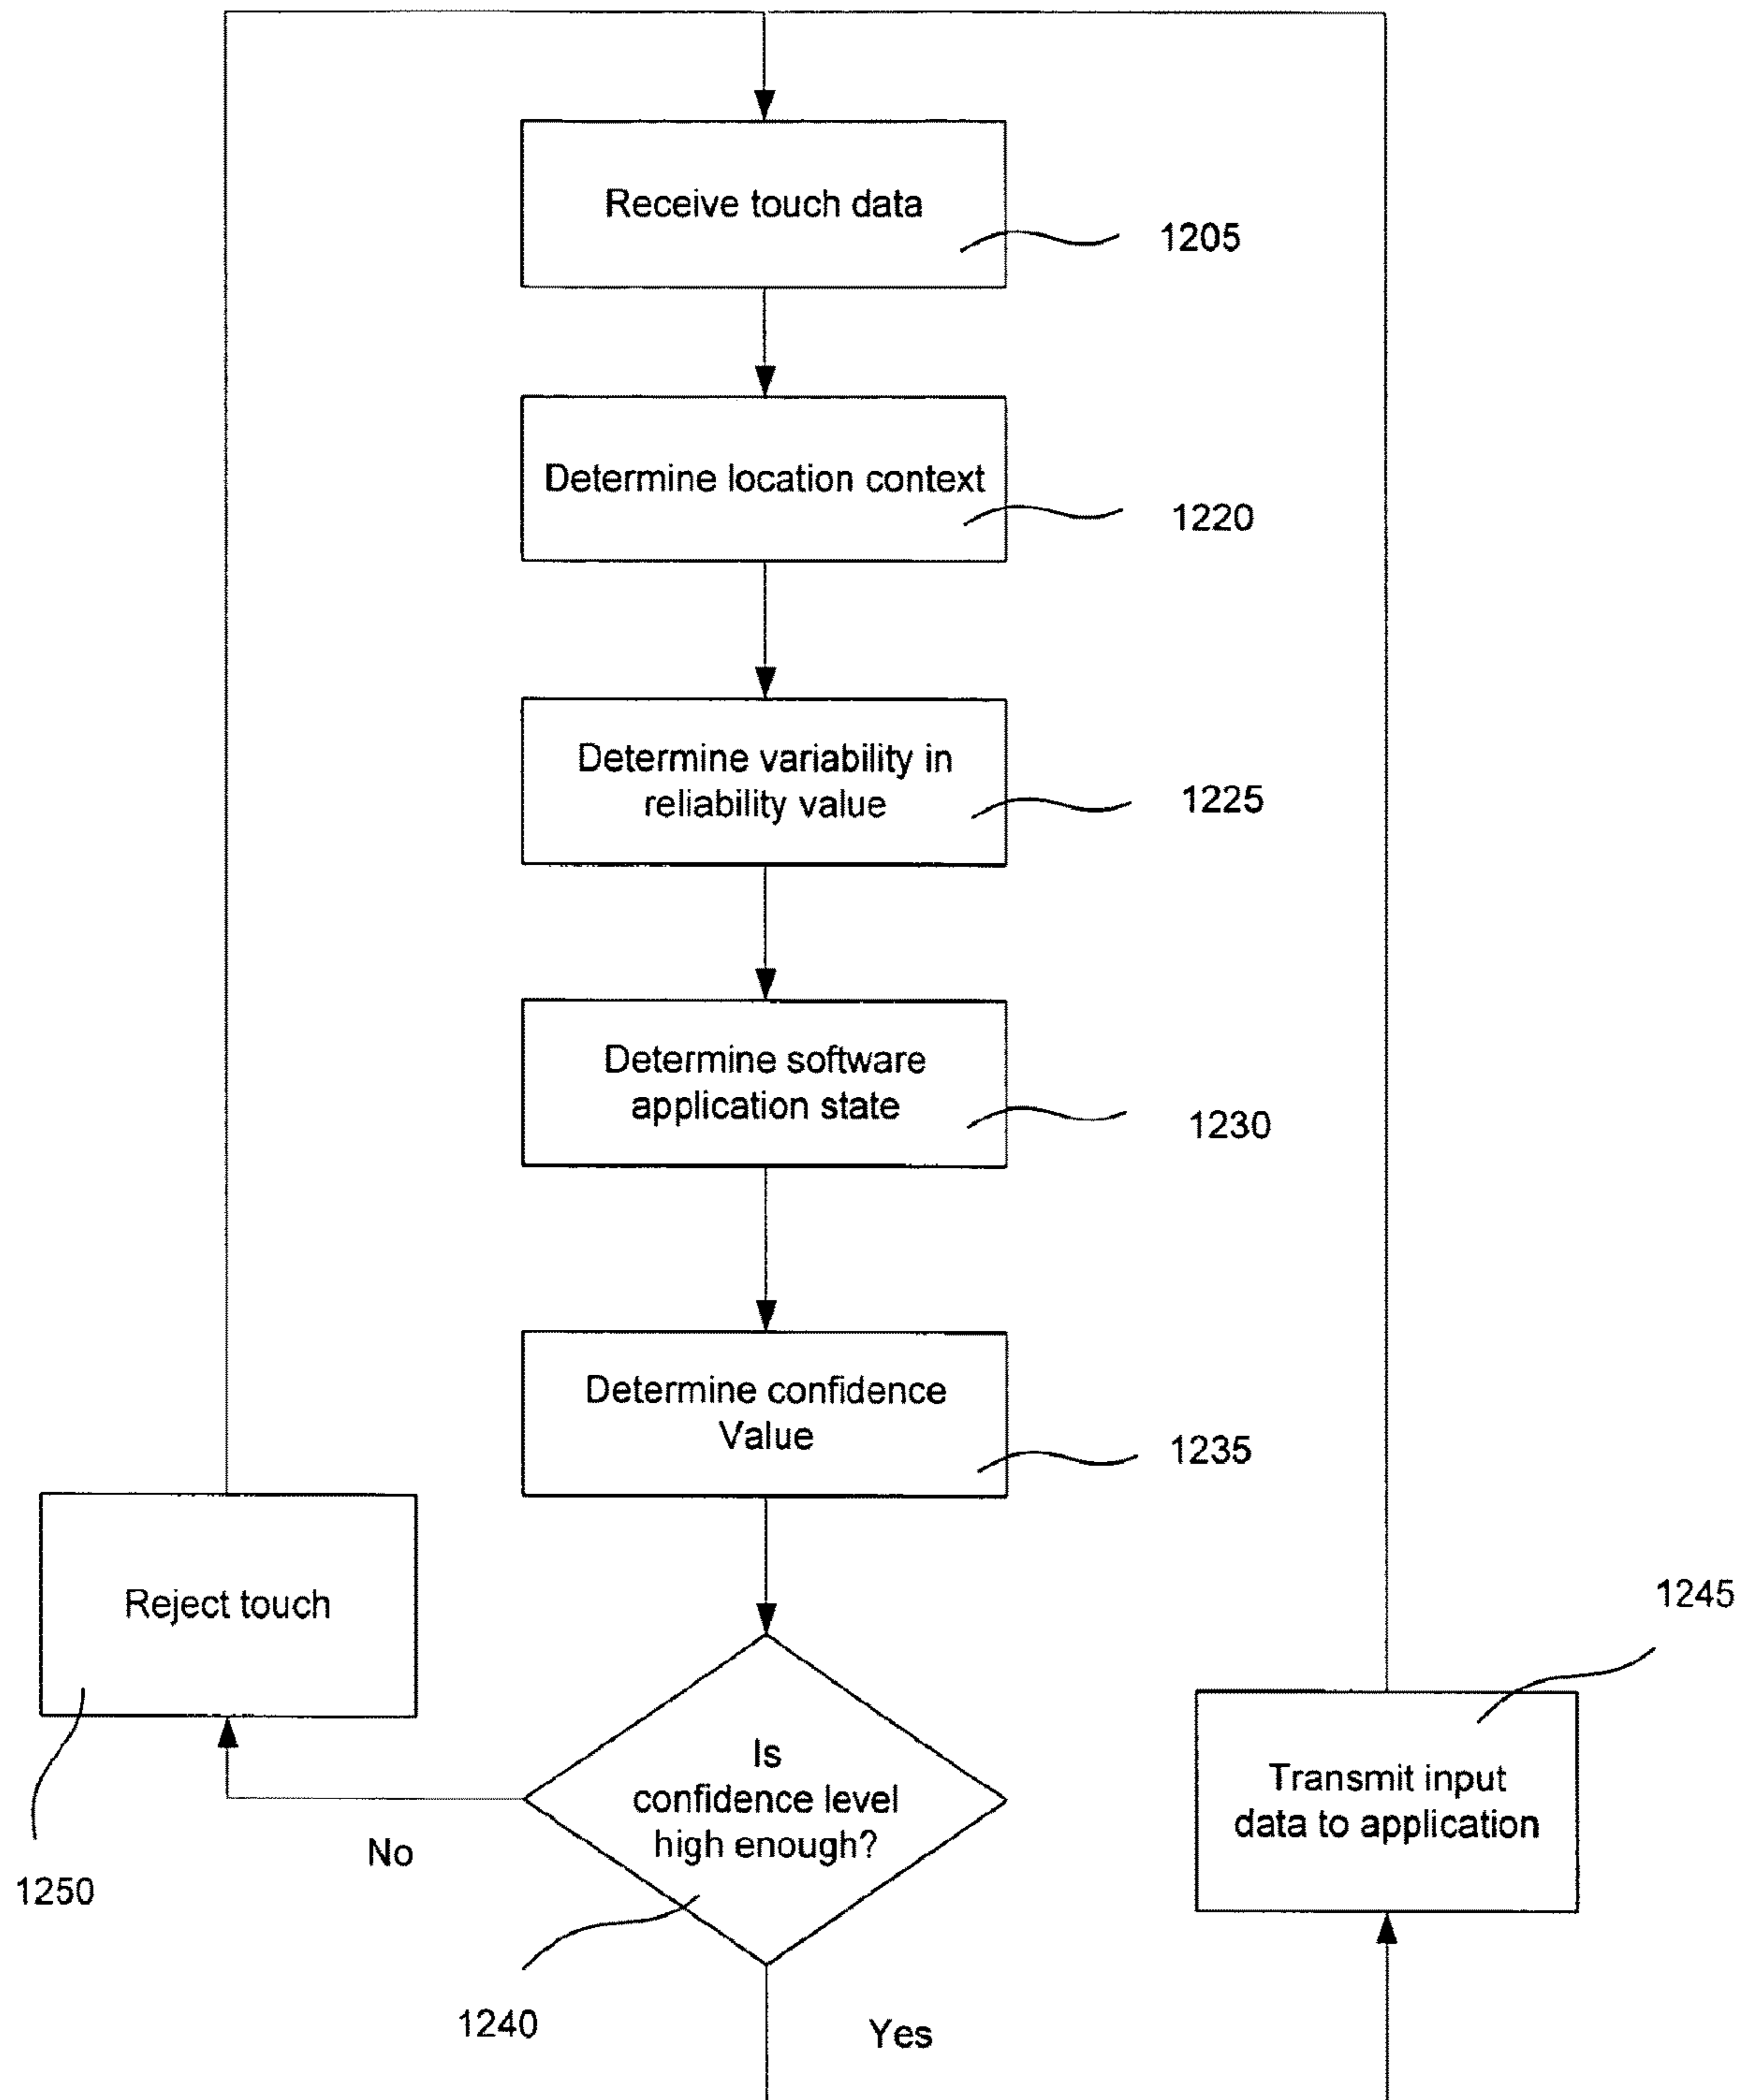 Receive touch data
1205
Determine location context
1220
Determine variability in
reliability value
1225
Determine software
application state
1230
Determine confidence
Value
1235
Reject touch
1250
Is
confidence level
high enough?
1240
No
Yes
1245
Transmit input
data to application